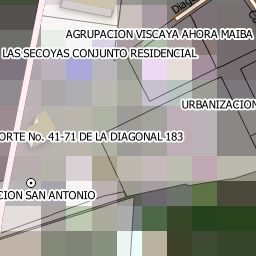 Diag
AGRUPACION VISCAYA AHORA MAIBA
LAS SECOYAS CONJUNTO RESIDENCIAL
URBANIZACION
ORTE No. 41-71 DE LA DIAGONAL 183
CION SAN ANTONIO